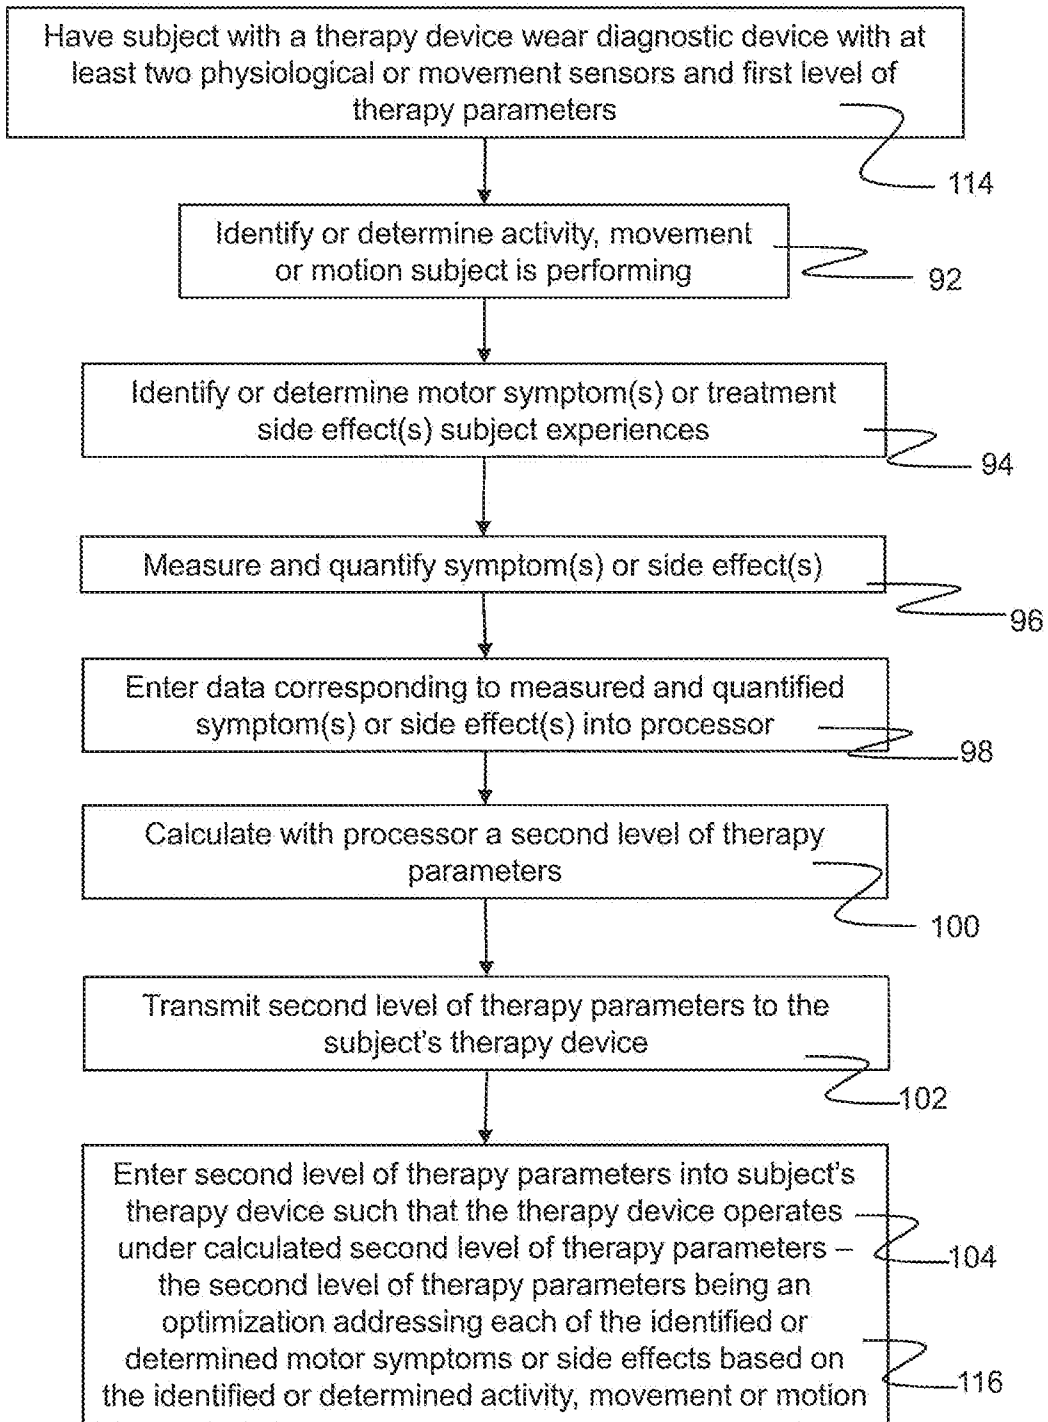 Have subject with a therapy device wear diagnostic device with at
least two physiological or movement sensors and first level of
therapy parameters
114
Identify or determine activity, movement
or motion subject is performing
92
Identify or determine motor symptom(s) or treatment
side effect(s) subject experiences
94
Measure and quantify symptom(s) or side effect(s)
96
Enter data corresponding to measured and quantified
symptom(s) or side effect(s) into processor
98
Calculate with processor a second level of therapy
parameters
100
Transmit second level of therapy parameters to the
subject's therapy device
102
Enter second level of therapy parameters into subject's
therapy device such that the therapy device operates
under calculated second level of therapy parameters –
104
the second level of therapy parameters being an
optimization addressing each of the identified or
determined motor symptoms or side effects based on
the identified or determined activity, movement or motion
116